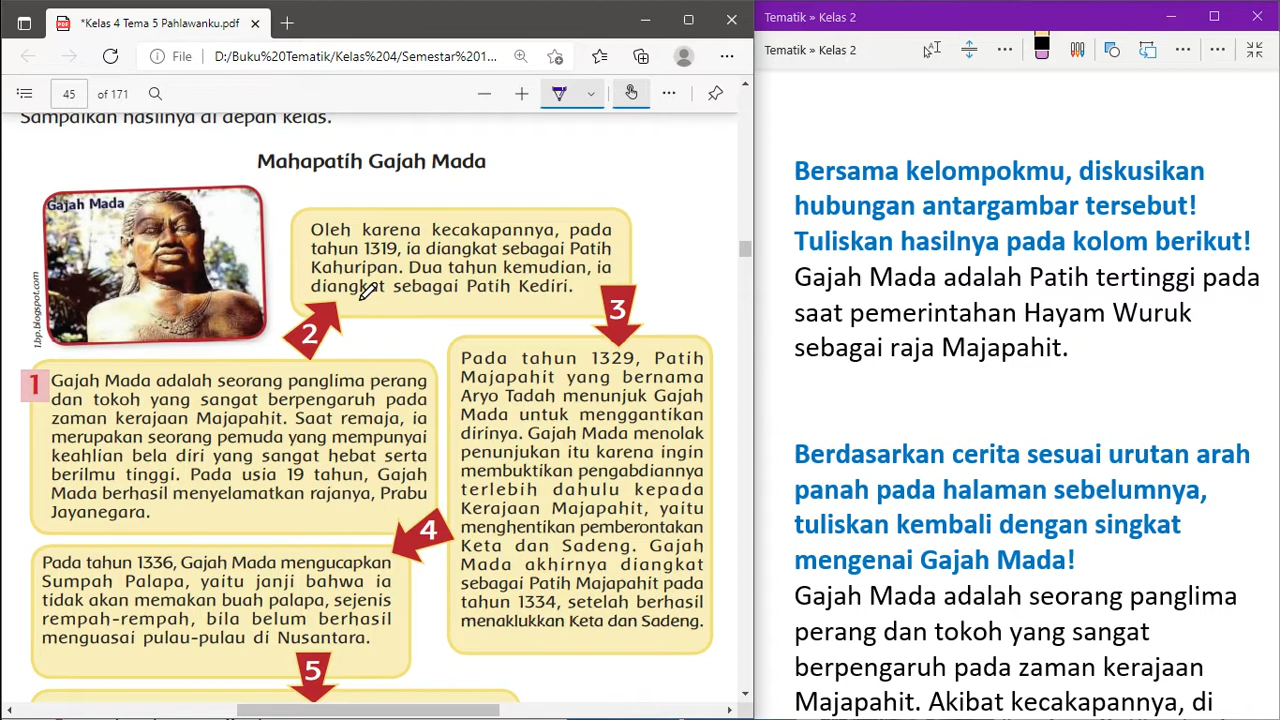 *Kelas 4 Tema 5 Pahlawanku.pdf
File
D:/Buku%20Tematik/Kelas%204/Semestar%201...
45
of 171
Sampaikan hasilnya di depan kelas.
Mahapatih Gajah Mada
Gajah Mada
1.bp.blogspot.com
Oleh karena kecakapannya, pada
tahun 1319, ia diangkat sebagai Patih
Kahuripan. Dua tahun kemudian, ia
diangkat sebagai Patih Kediri.
2
3
1
Gajah Mada adalah seorang panglima perang
dan tokoh yang sangat berpengaruh pada
zaman kerajaan Majapahit. Saat remaja, ia
merupakan seorang pemuda yang mempunyai
keahlian bela diri yang sangat hebat serta
berilmu tinggi. Pada usia 19 tahun, Gajah
Mada berhasil menyelamatkan rajanya, Prabu
Jayanegara.
Pada tahun 1329, Patih
Majapahit yang bernama
Aryo Tadah menunjuk Gajah
Mada untuk menggantikan
dirinya. Gajah Mada menolak
penunjukan itu karena ingin
membuktikan pengabdiannya
terlebih dahulu kepada
Kerajaan Majapahit, yaitu
menghentikan pemberontakan
Keta dan Sadeng. Gajah
Mada akhirnya diangkat
sebagai Patih Majapahit pada
tahun 1334, setelah berhasil
menaklukkan Keta dan Sadeng.
4
Pada tahun 1336, Gajah Mada mengucapkan
Sumpah Palapa, yaitu janji bahwa ia
tidak akan memakan buah palapa, sejenis
rempah-rempah, bila belum berhasil
menguasai pulau-pulau di Nusantara.
5
Tematik » Kelas 2
Tematik » Kelas 2
Bersama kelompokmu, diskusikan
hubungan antargambar tersebut!
Tuliskan hasilnya pada kolom berikut!
Gajah Mada adalah Patih tertinggi pada
saat pemerintahan Hayam Wuruk
sebagai raja Majapahit.
Berdasarkan cerita sesuai urutan arah
panah pada halaman sebelumnya,
tuliskan kembali dengan singkat
mengenai Gajah Mada!
Gajah Mada adalah seorang panglima
perang dan tokoh yang sangat
berpengaruh pada zaman kerajaan
Majapahit. Akibat kecakapannya, di